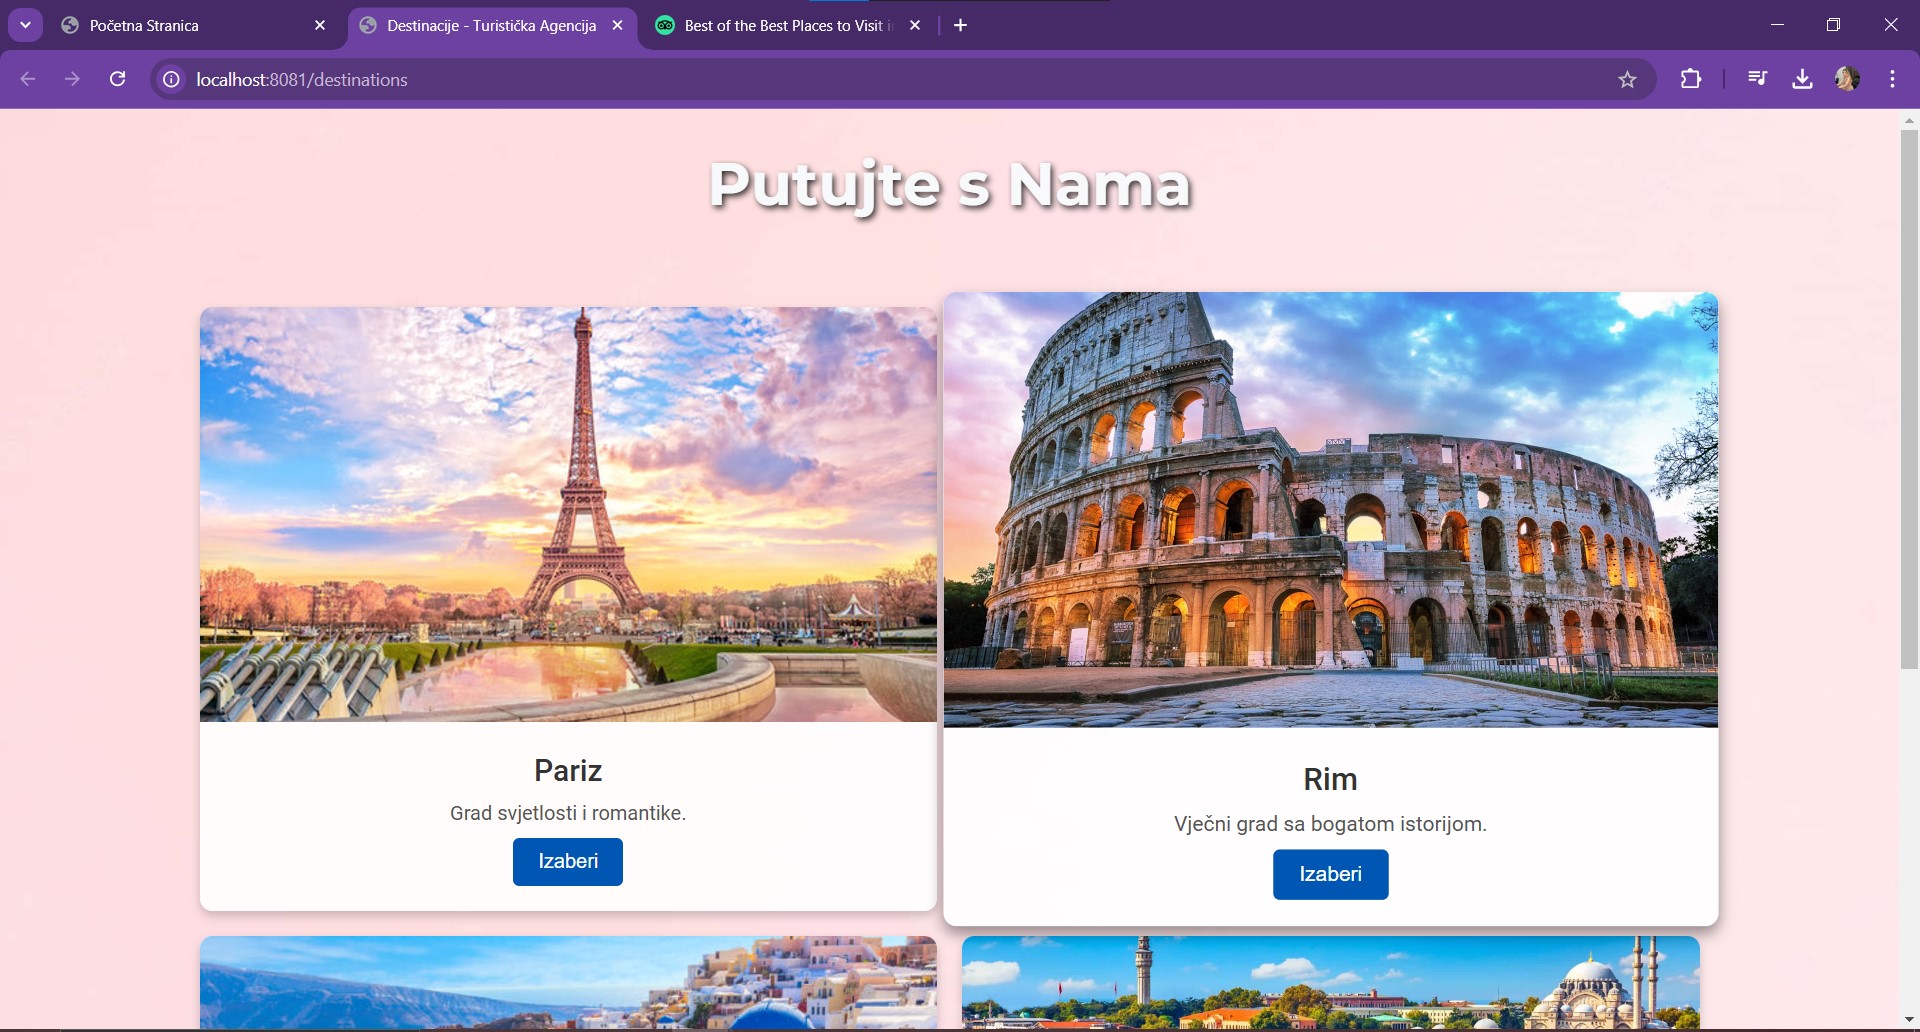 Početna Stranica
Destinacije - Turistička Agencija
Best of the Best Places to Visit i
localhost:8081/destinations
Putujte s Nama
Pariz
Grad svjetlosti i romantike.
Izaberi
Rim
Vječni grad sa bogatom istorijom.
Izaberi